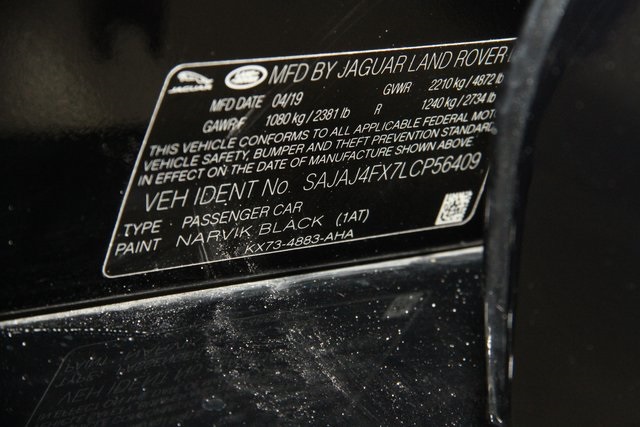 JAGUAR MFD BY JAGUAR LAND ROVER
MFD DATE 04/19 GVWR 2210 kg / 4872 lb
GAWR F 1080 kg / 2381 lb R 1240 kg / 2734 lb
THIS VEHICLE CONFORMS TO ALL APPLICABLE FEDERAL
VEHICLE SAFETY, BUMPER AND THEFT PREVENTION STANDARD
IN EFFECT ON THE DATE OF MANUFACTURE SHOWN ABOVE
VEH IDENT No. SAJAJ4FX7LCP56409
TYPE PASSENGER CAR
PAINT NARVIK BLACK (1AT)
KX73-4883-AHA